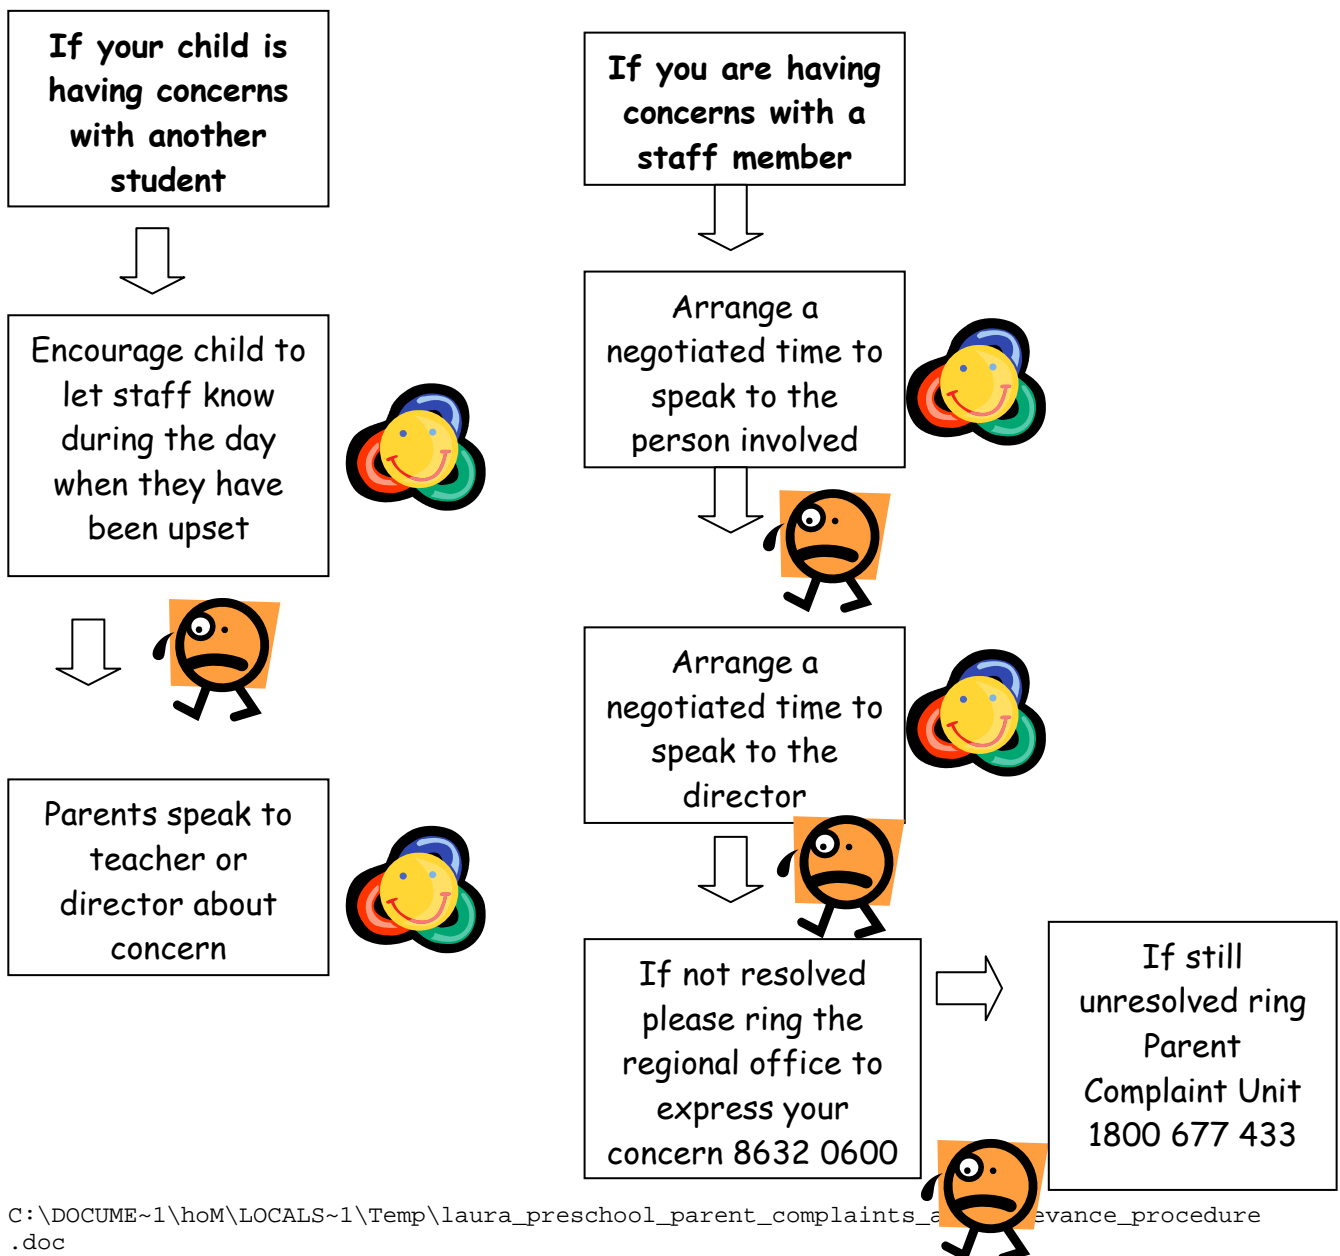 If your child is
having concerns
with another
student
Encourage child to
let staff know
during the day
when they have
been upset
Parents speak to
teacher or
director about
concern
If you are having
concerns with a
staff member
Arrange a
negotiated time to
speak to the
person involved
Arrange a
negotiated time to
speak to the
director
If not resolved
please ring the
regional office to
express your
concern 8632 0600
If still
unresolved ring
Parent
Complaint Unit
1800 677 433
C:\DOCUME~1\hoM\LOCALS~1\Temp\laura_preschool_parent_complaints_a evance_procedure
.doc